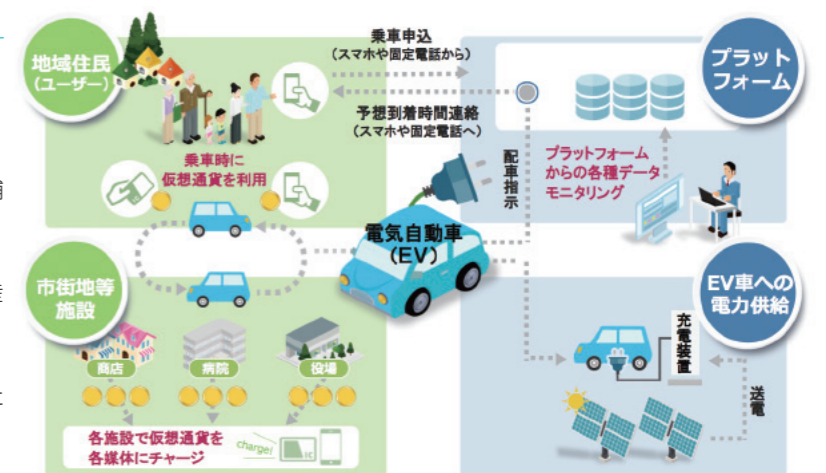 地域住民
（ユーザー）
乗車申込
（スマホや固定電話から）
予想到着時間連絡
（スマホや固定電話へ）
プラット
フォーム
乗車時に
仮想通貨を利用
配車指示
プラットフォーム
からの各種データ
モニタリング
電気自動車
（EV）
市街地等
施設
EV車への
電力供給
充電装置
送電
商店
病院
役場
各施設で仮想通貨を
各媒体にチャージ
charge!
IC